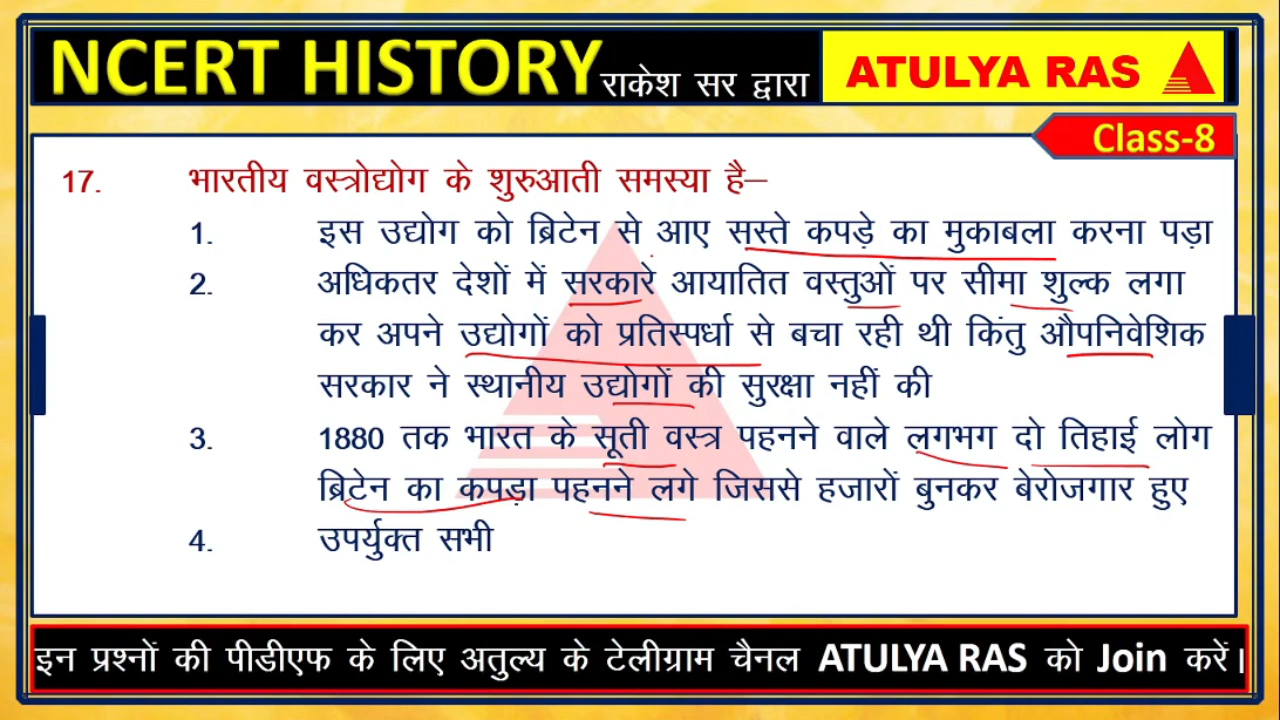 NCERT HISTORY राकेश सर द्वारा ATULYA RAS
Class-8
17. भारतीय वस्त्रोद्योग के शुरुआती समस्या है–
1. इस उद्योग को ब्रिटेन से आए सस्ते कपड़े का मुकाबला करना पड़ा
2. अधिकतर देशों में सरकारे आयातित वस्तुओं पर सीमा शुल्क लगा
कर अपने उद्योगों को प्रतिस्पर्धा से बचा रही थी किंतु औपनिवेशिक
सरकार ने स्थानीय उद्योगों की सुरक्षा नहीं की
3. 1880 तक भारत के सूती वस्त्र पहनने वाले लगभग दो तिहाई लोग
ब्रिटेन का कपड़ा पहनने लगे जिससे हजारों बुनकर बेरोजगार हुए
4. उपर्युक्त सभी
इन प्रश्नों की पीडीएफ के लिए अतुल्य के टेलीग्राम चैनल ATULYA RAS को Join करें।